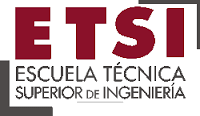 ETSI
ESCUELA TÉCNICA
SUPERIOR DE INGENIERÍA